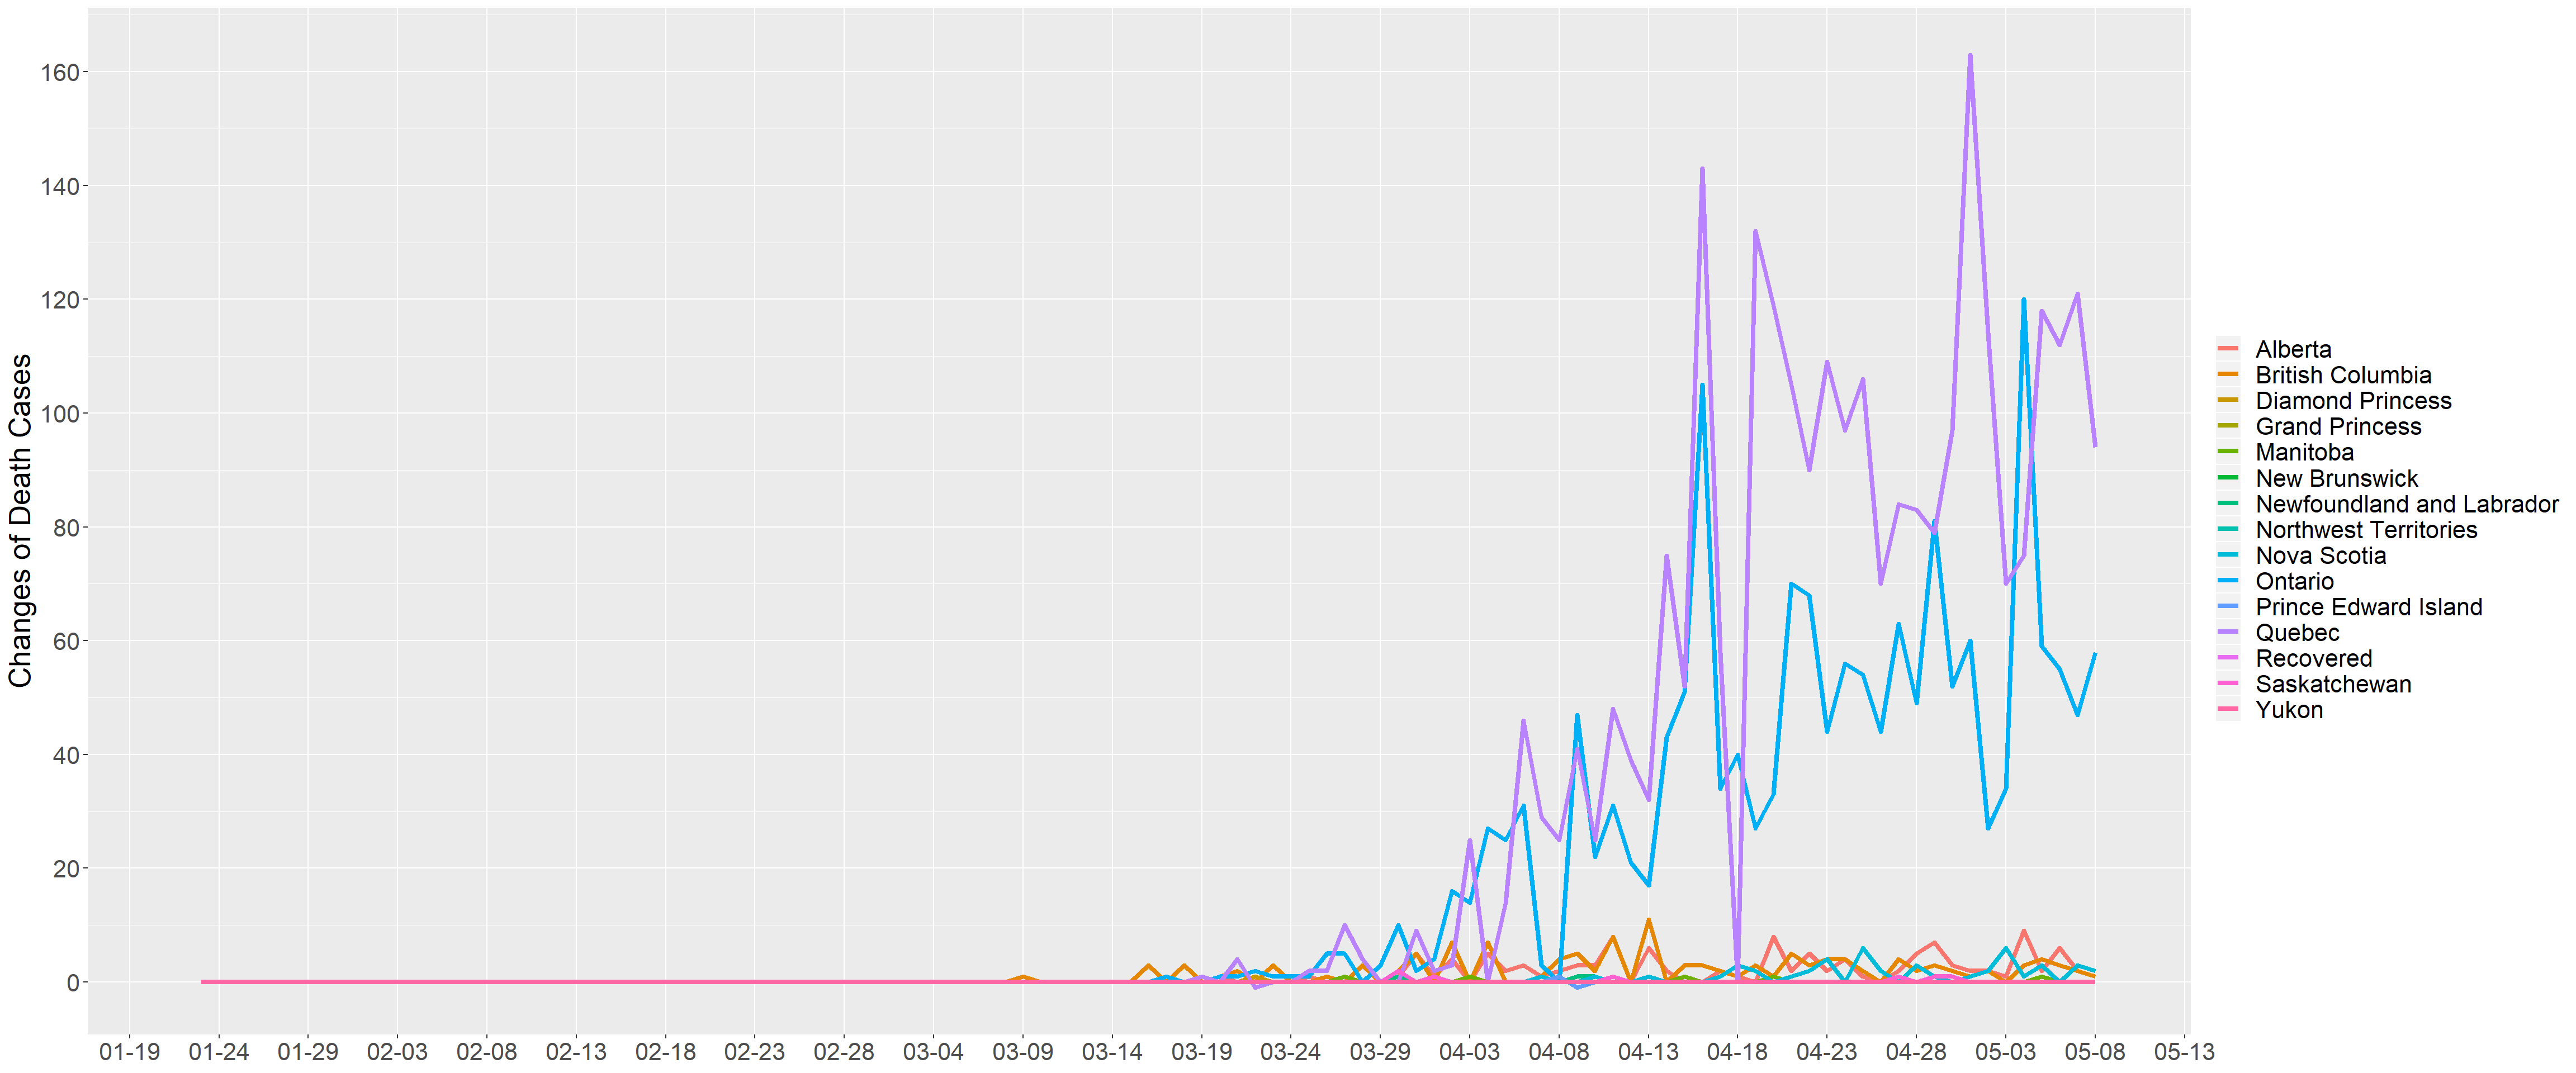 Changes of Death Cases
160
140
120
100
80
60
40
20
0
01-19 01-24 01-29 02-03 02-08 02-13 02-18 02-23 02-28 03-04 03-09 03-14 03-19 03-24 03-29 04-03 04-08 04-13 04-18 04-23 04-28 05-03 05-08 05-13
Alberta
British Columbia
Diamond Princess
Grand Princess
Manitoba
New Brunswick
Newfoundland and Labrador
Northwest Territories
Nova Scotia
Ontario
Prince Edward Island
Quebec
Recovered
Saskatchewan
Yukon